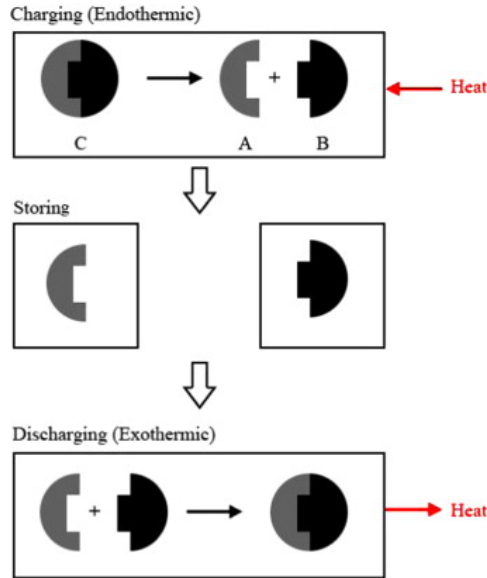 Charging (Endothermic)
+
Heat
C
A
B
Storing
Discharging (Exothermic)
+
Heat